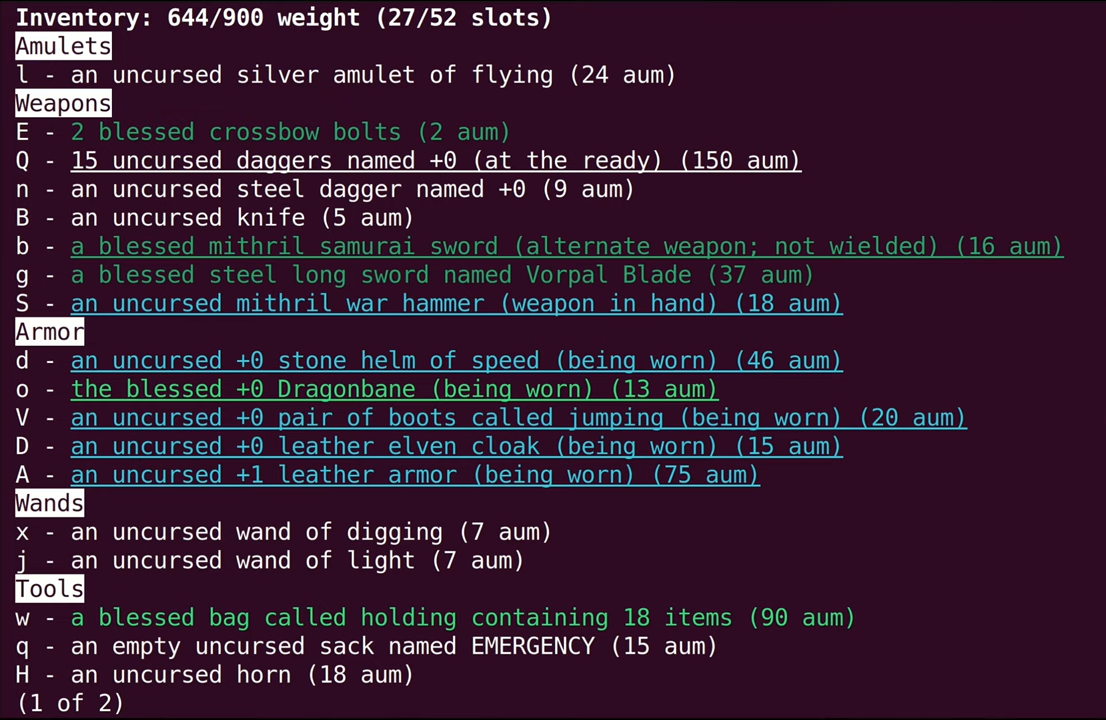 Inventory: 644/900 weight (27/52 slots)
Amulets
l - an uncursed silver amulet of flying (24 aum)
Weapons
E - 2 blessed crossbow bolts (2 aum)
Q - 15 uncursed daggers named +0 (at the ready) (150 aum)
n - an uncursed steel dagger named +0 (9 aum)
B - an uncursed knife (5 aum)
b - a blessed mithril samurai sword (alternate weapon; not wielded) (16 aum)
g - a blessed steel long sword named Vorpal Blade (37 aum)
S - an uncursed mithril war hammer (weapon in hand) (18 aum)
Armor
d - an uncursed +0 stone helm of speed (being worn) (46 aum)
o - the blessed +0 Dragonbane (being worn) (13 aum)
V - an uncursed +0 pair of boots called jumping (being worn) (20 aum)
D - an uncursed +0 leather elven cloak (being worn) (15 aum)
A - an uncursed +1 leather armor (being worn) (75 aum)
Wands
x - an uncursed wand of digging (7 aum)
j - an uncursed wand of light (7 aum)
Tools
w - a blessed bag called holding containing 18 items (90 aum)
q - an empty uncursed sack named EMERGENCY (15 aum)
H - an uncursed horn (18 aum)
(1 of 2)